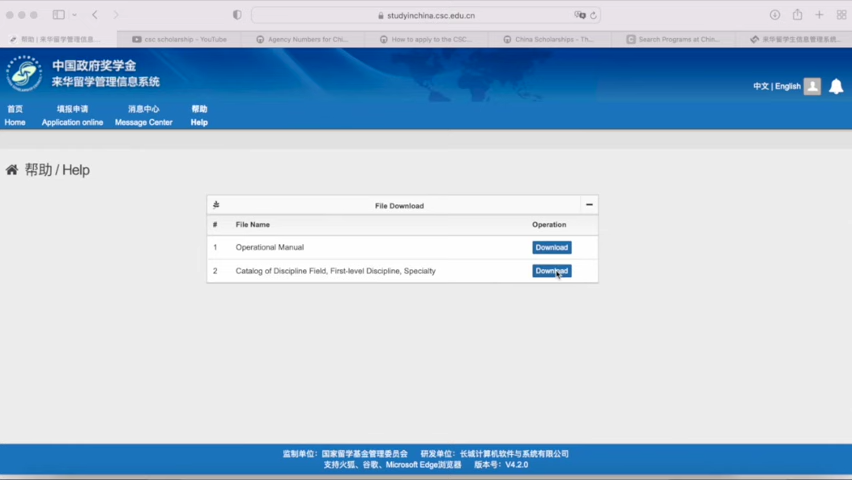 studyinchina.csc.edu.cn
帮助 | 来华留学管理信息...
csc scholarship - YouTube
Agency Numbers for Chi...
How to apply to the CSC...
China Scholarships - Th...
Search Programs at Chin...
来华留学生信息管理系统...
中国政府奖学金
来华留学管理信息系统
中文 | English
首页 填报申请 消息中心 帮助
Home Application online Message Center Help
帮助 / Help
File Download
# File Name Operation
1 Operational Manual Download
2 Catalog of Discipline Field, First-level Discipline, Specialty Download
监制单位：国家留学基金管理委员会 研发单位：长城计算机软件与系统有限公司
支持火狐、谷歌、Microsoft Edge浏览器 版本号：V4.2.0